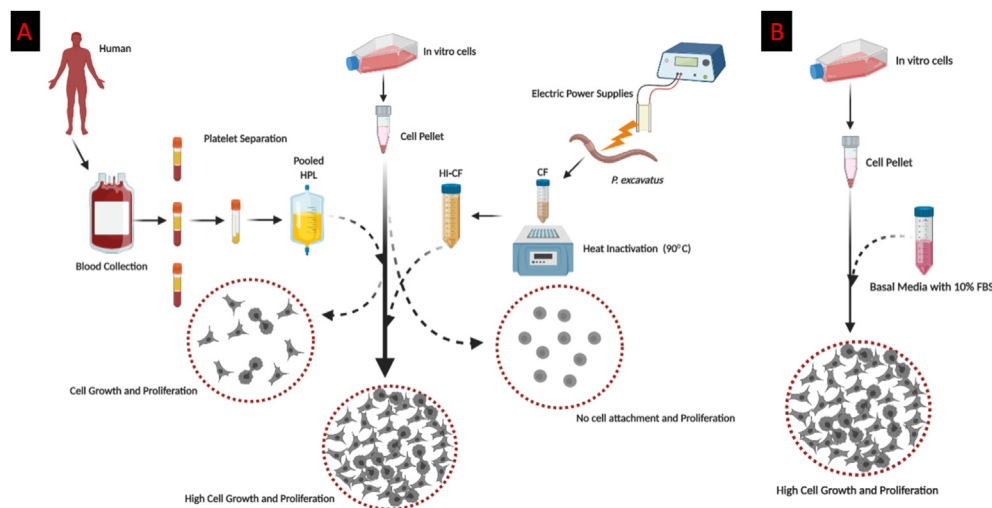 A
Human
In vitro cells
Electric Power Supplies
Platelet Separation
Cell Pellet
Pooled
HPL
HI-CF
CF
P. excavatus
Blood Collection
Heat Inactivation (90°C)
Cell Growth and Proliferation
No cell attachment and Proliferation
High Cell Growth and Proliferation
B
In vitro cells
Cell Pellet
Basal Media with 10% FBS
High Cell Growth and Proliferation